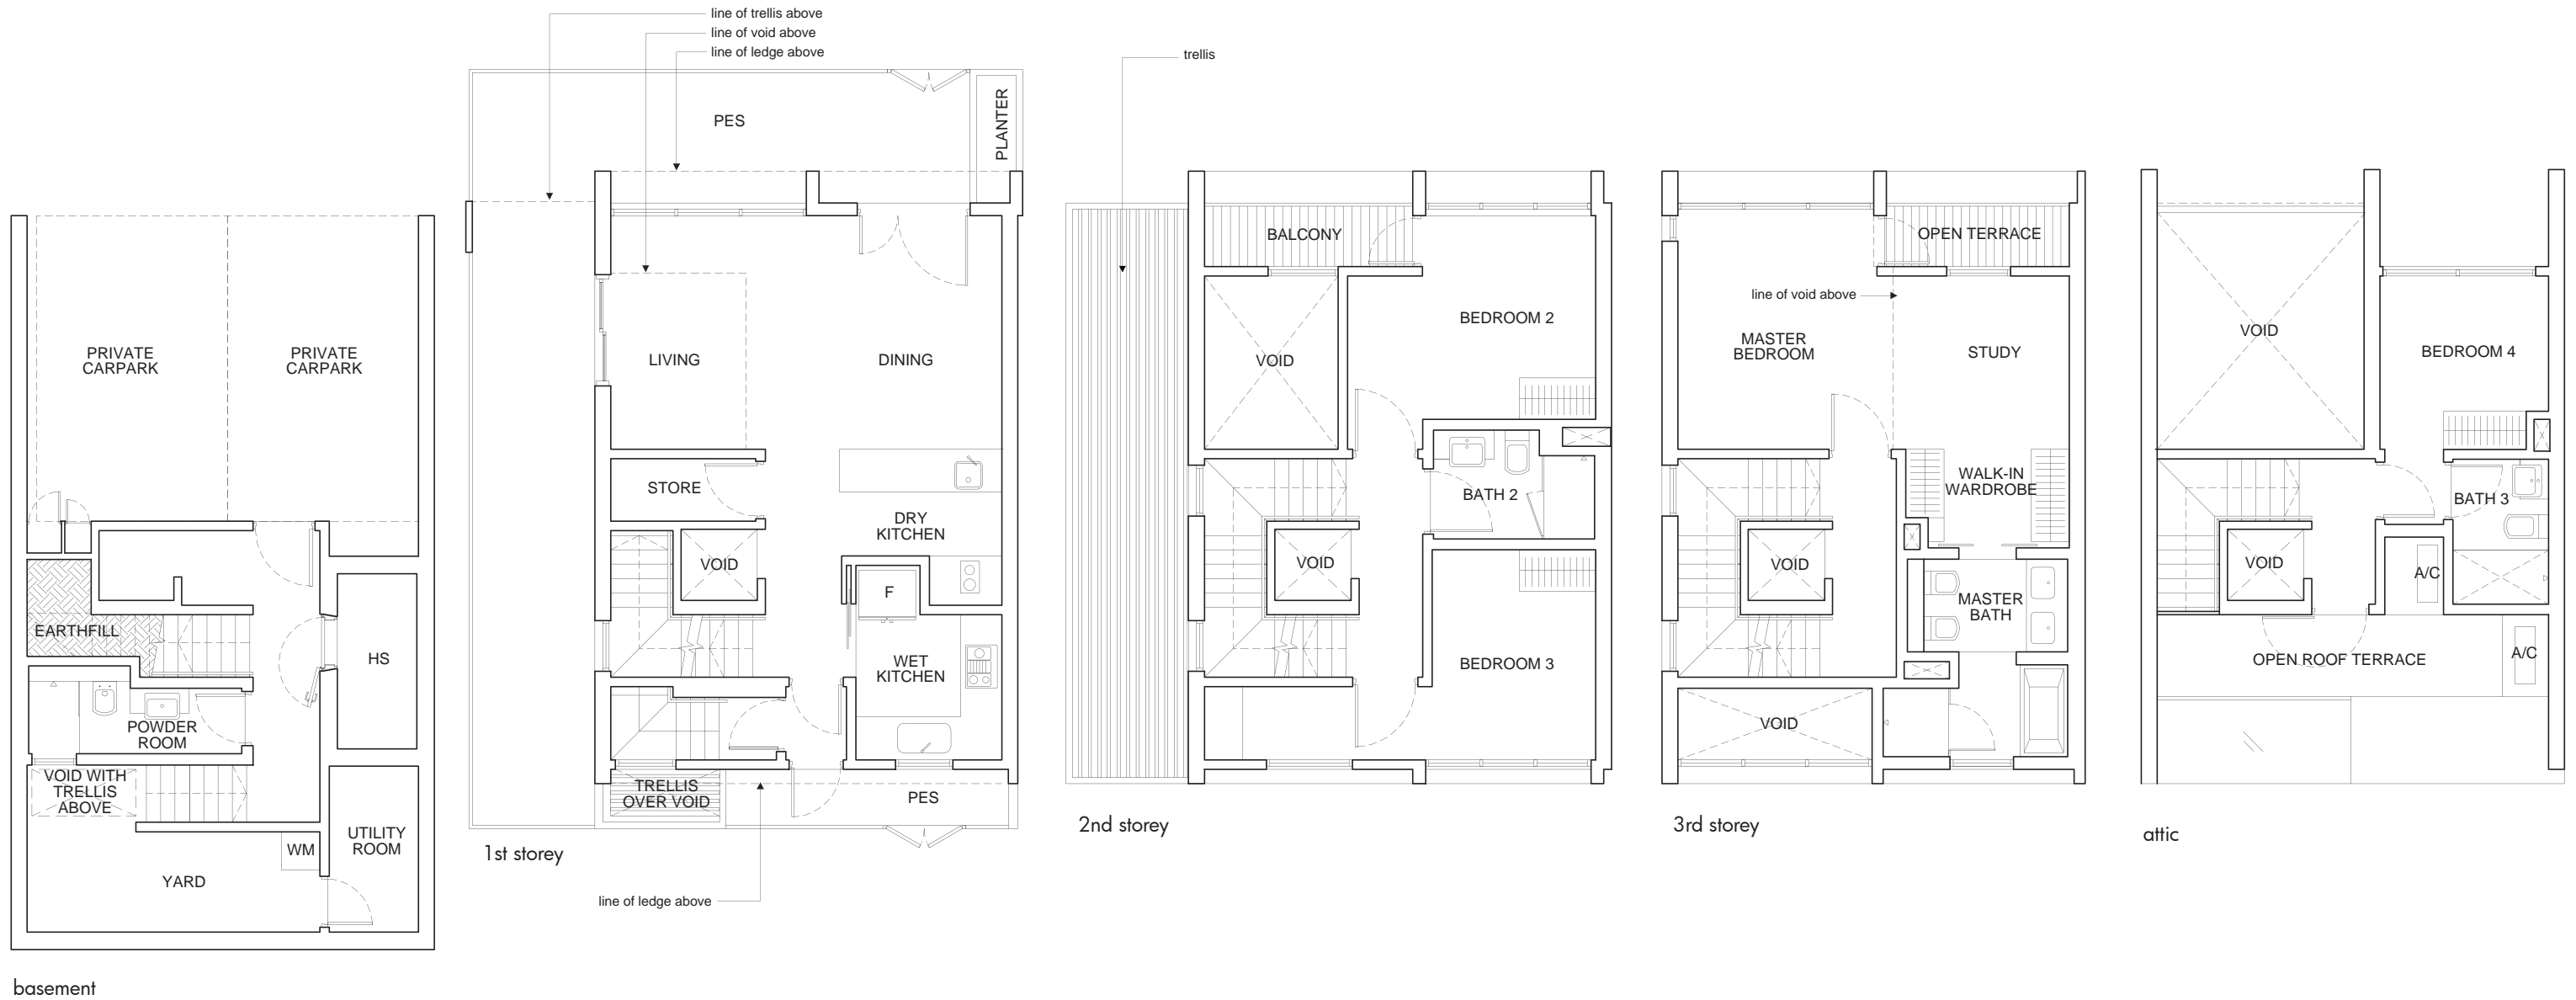 PRIVATE
CARPARK
PRIVATE
CARPARK
EARTHFILL
HS
POWDER
ROOM
VOID WITH
TRELLIS
ABOVE
UTILITY
ROOM
WM
YARD
basement
line of trellis above
line of void above
line of ledge above
PES
PLANTER
LIVING
DINING
STORE
DRY
KITCHEN
VOID
F
WET
KITCHEN
TRELLIS
OVER VOID
PES
1st storey
line of ledge above
trellis
BALCONY
BEDROOM 2
VOID
BATH 2
VOID
BEDROOM 3
2nd storey
OPEN TERRACE
line of void above
MASTER
BEDROOM
STUDY
WALK-IN
WARDROBE
VOID
MASTER
BATH
VOID
3rd storey
VOID
BEDROOM 4
BATH 3
VOID
A/C
OPEN ROOF TERRACE
A/C
attic